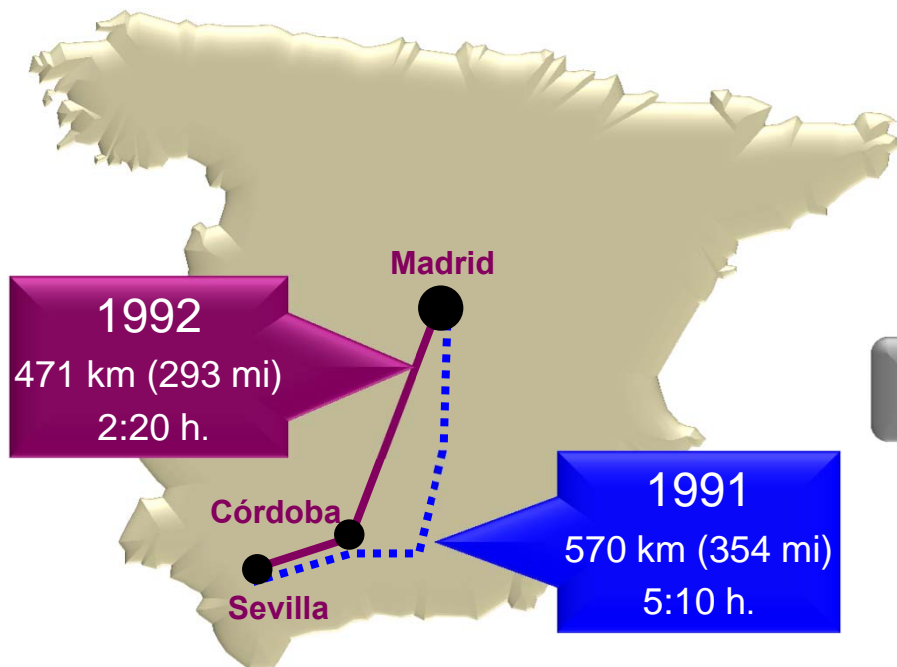 Madrid
1992
471 km (293 mi)
2:20 h.
Córdoba
Sevilla
1991
570 km (354 mi)
5:10 h.